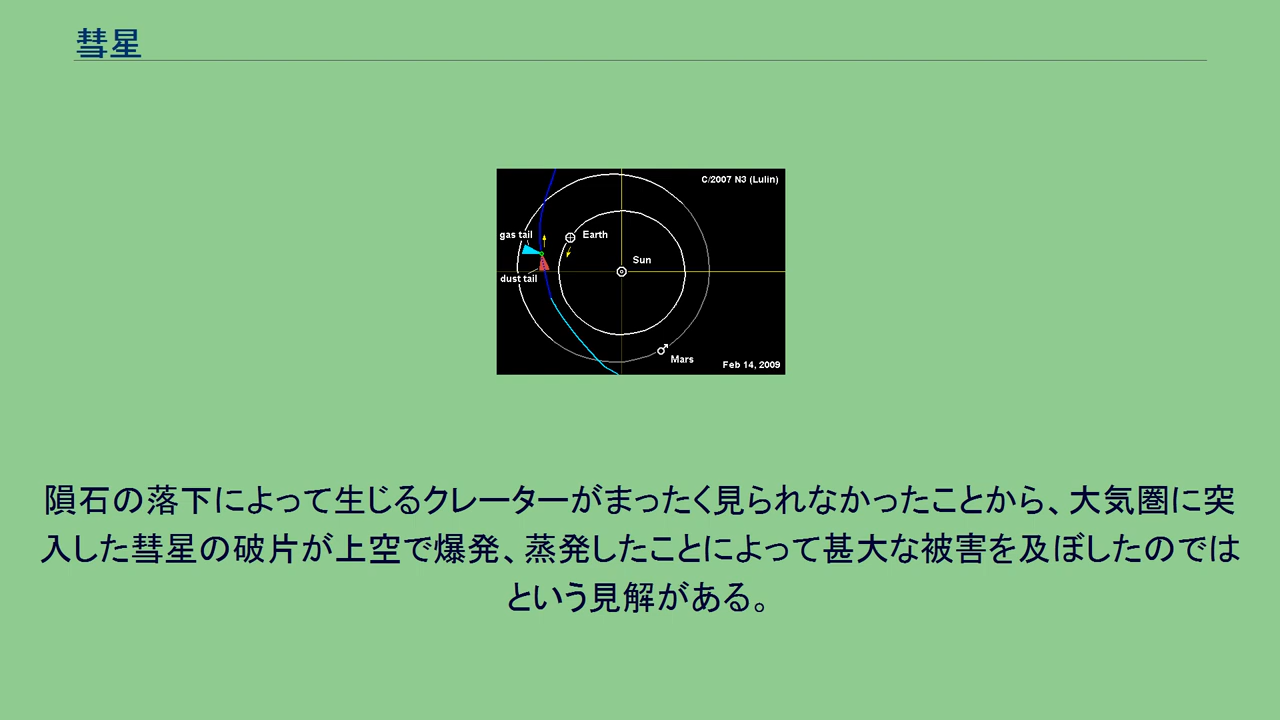 彗星
C/2007 N3 (Lulin)
gas tail
Earth
Sun
dust tail
Mars
Feb 14, 2009
隕石の落下によって生じるクレーターがまったく見られなかったことから、大気圏に突
入した彗星の破片が上空で爆発、蒸発したことによって甚大な被害を及ぼしたのでは
という見解がある。